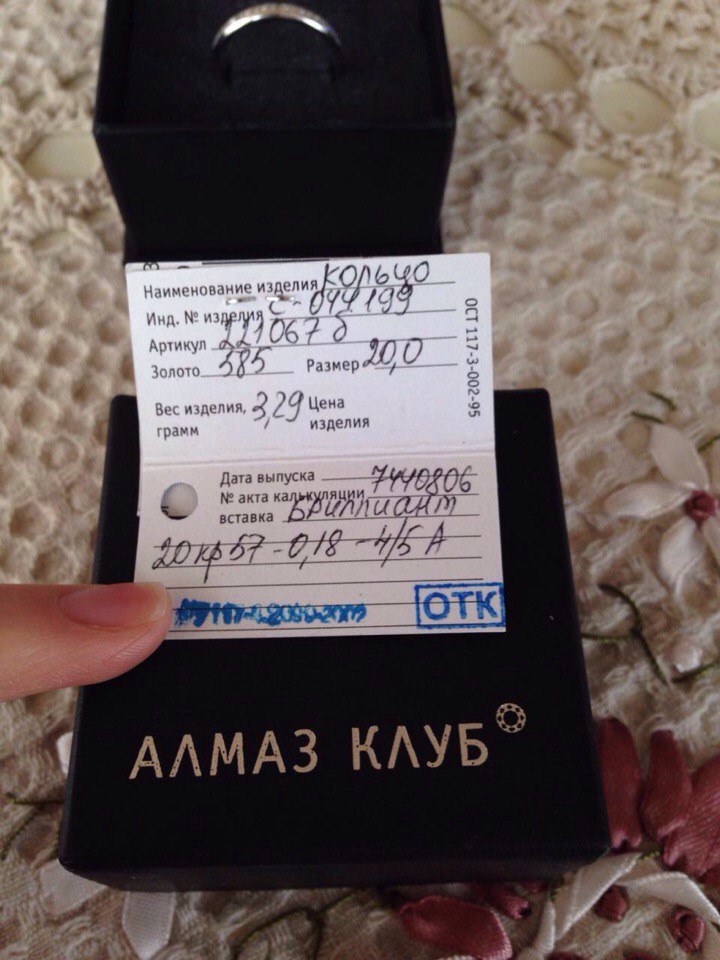 Наименование изделия кольцо
Инд. № изделия С-044199
Артикул 221067 б
Золото 585 Размер 20,0
ОСТ 117-3-002-95
Вес изделия, 3,29 Цена
грамм изделия
Дата выпуска
№ акта калькуляции 7440806
вставка бриллиант
20 кр57 - 0,18 - 4/5 А
ОТК
АЛМАЗ КЛУБ